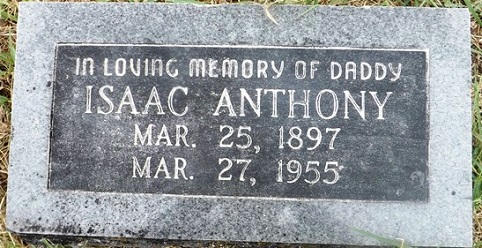 IN LOVING MEMORY OF DADDY
ISAAC ANTHONY
MAR. 25, 1897
MAR. 27, 1955